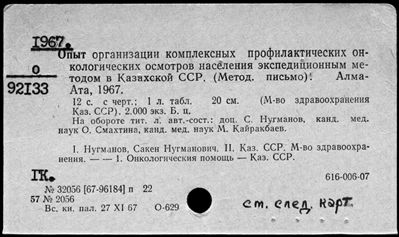 1967.
Опыт организации комплексных профилактических он-
кологических осмотров населения экспедиционным ме-
тодом в Казахской ССР. (Метод. письмо). Алма-
Ата, 1967.
О
92133
12 с. с черт.; 1 л. табл. 20 см. (М-во здравоохранения
Каз. ССР). 2.000 экз. Б. ц.
На обороте тит. л. авт.-сост.: доц. С. Нугманов, канд. мед.
наук О. Смахтина, канд. мед. наук М. Кайракбаев.
I. Нугманов, Сакен Нугманович. II. Каз. ССР. М-во здравоохра-
нения. — — 1. Онкологическая помощь — Каз. ССР.
IK.
616-006-07
№ 32056 [67-96184] п 22
57 № 2056
Вс. кн. пал. 27 XI 67 О-629
см. след. карт.